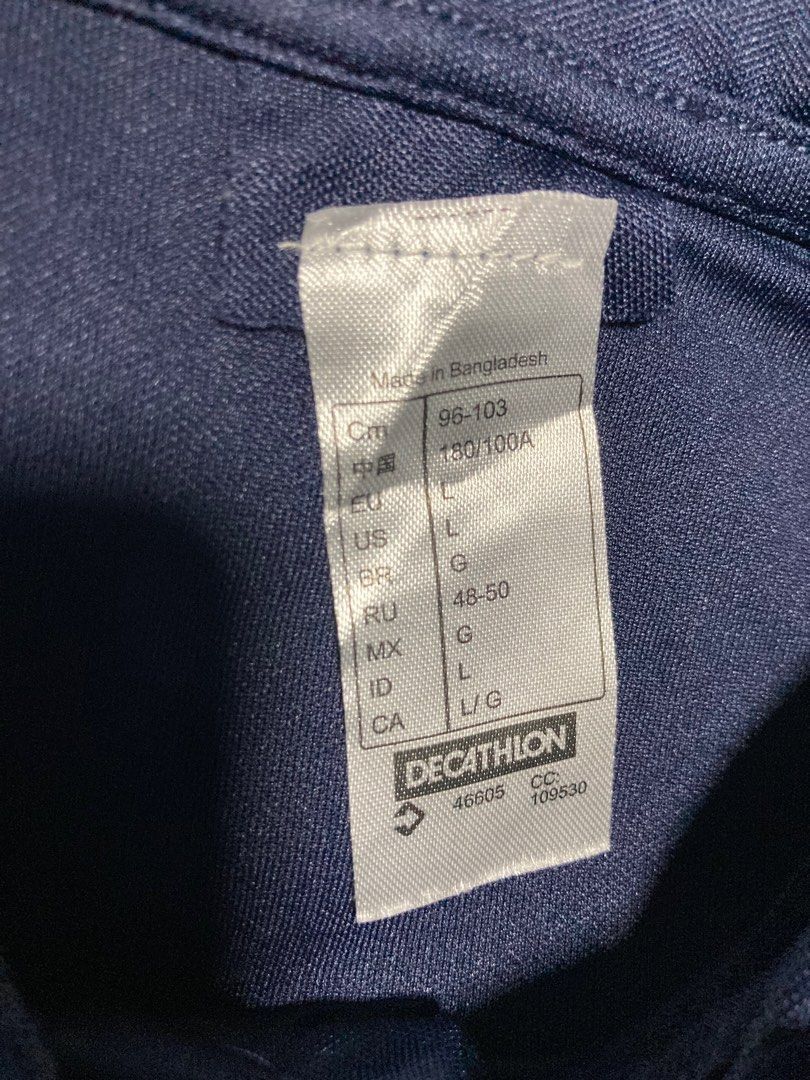 Made in Bangladesh
Cm 96-103
中国 180/100A
EU L
US L
BR G
RU 48-50
MX G
ID L
CA L/ G
DECATHLON
46605 CC: 109530